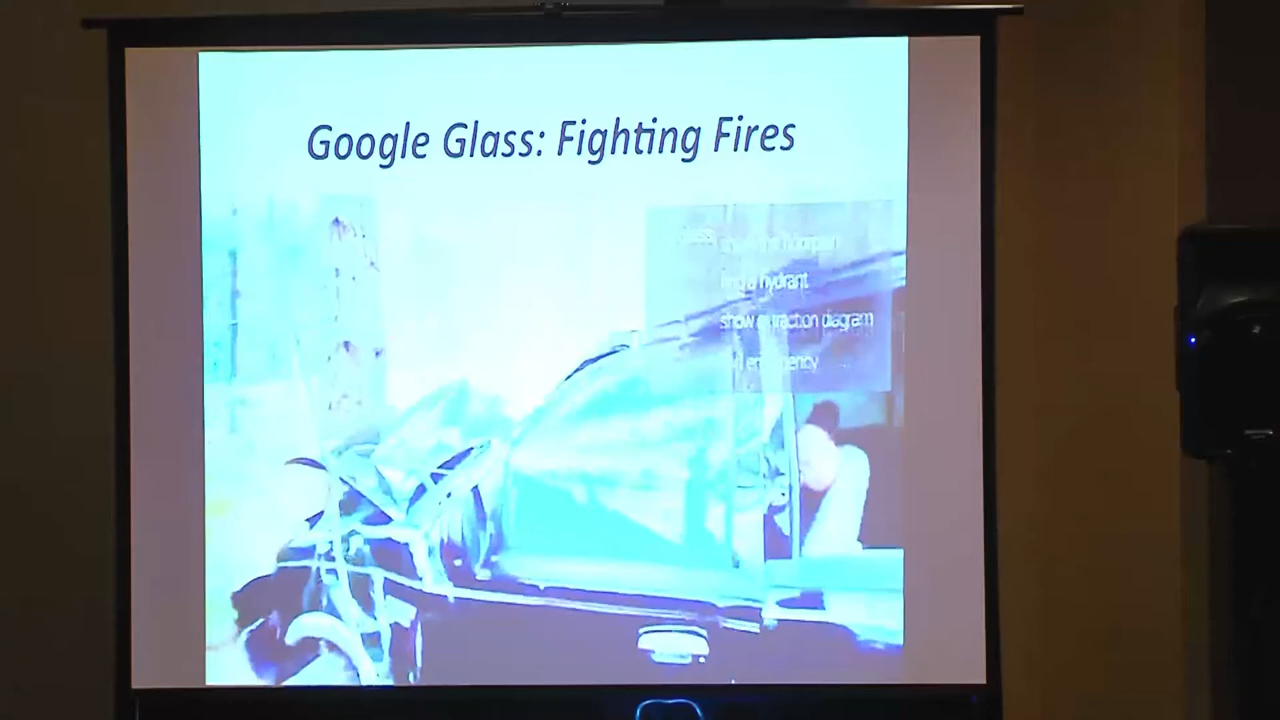 Google Glass: Fighting Fires
find a hydrant
show extraction diagram